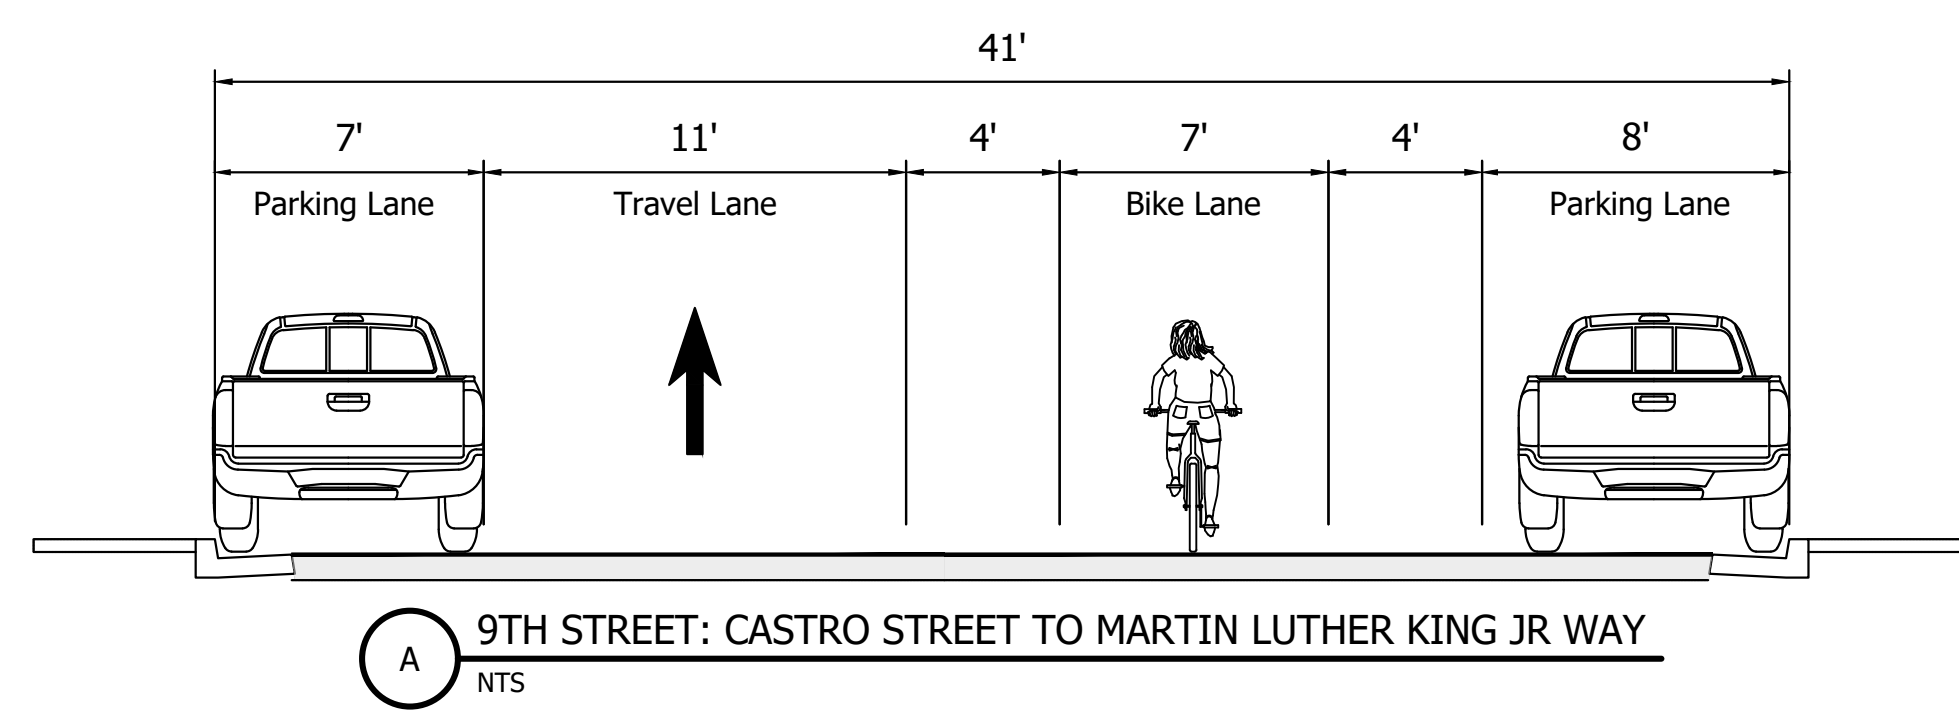 41'
7' 11' 4' 7' 4' 8'
Parking Lane Travel Lane Bike Lane Parking Lane
A 9TH STREET: CASTRO STREET TO MARTIN LUTHER KING JR WAY
NTS